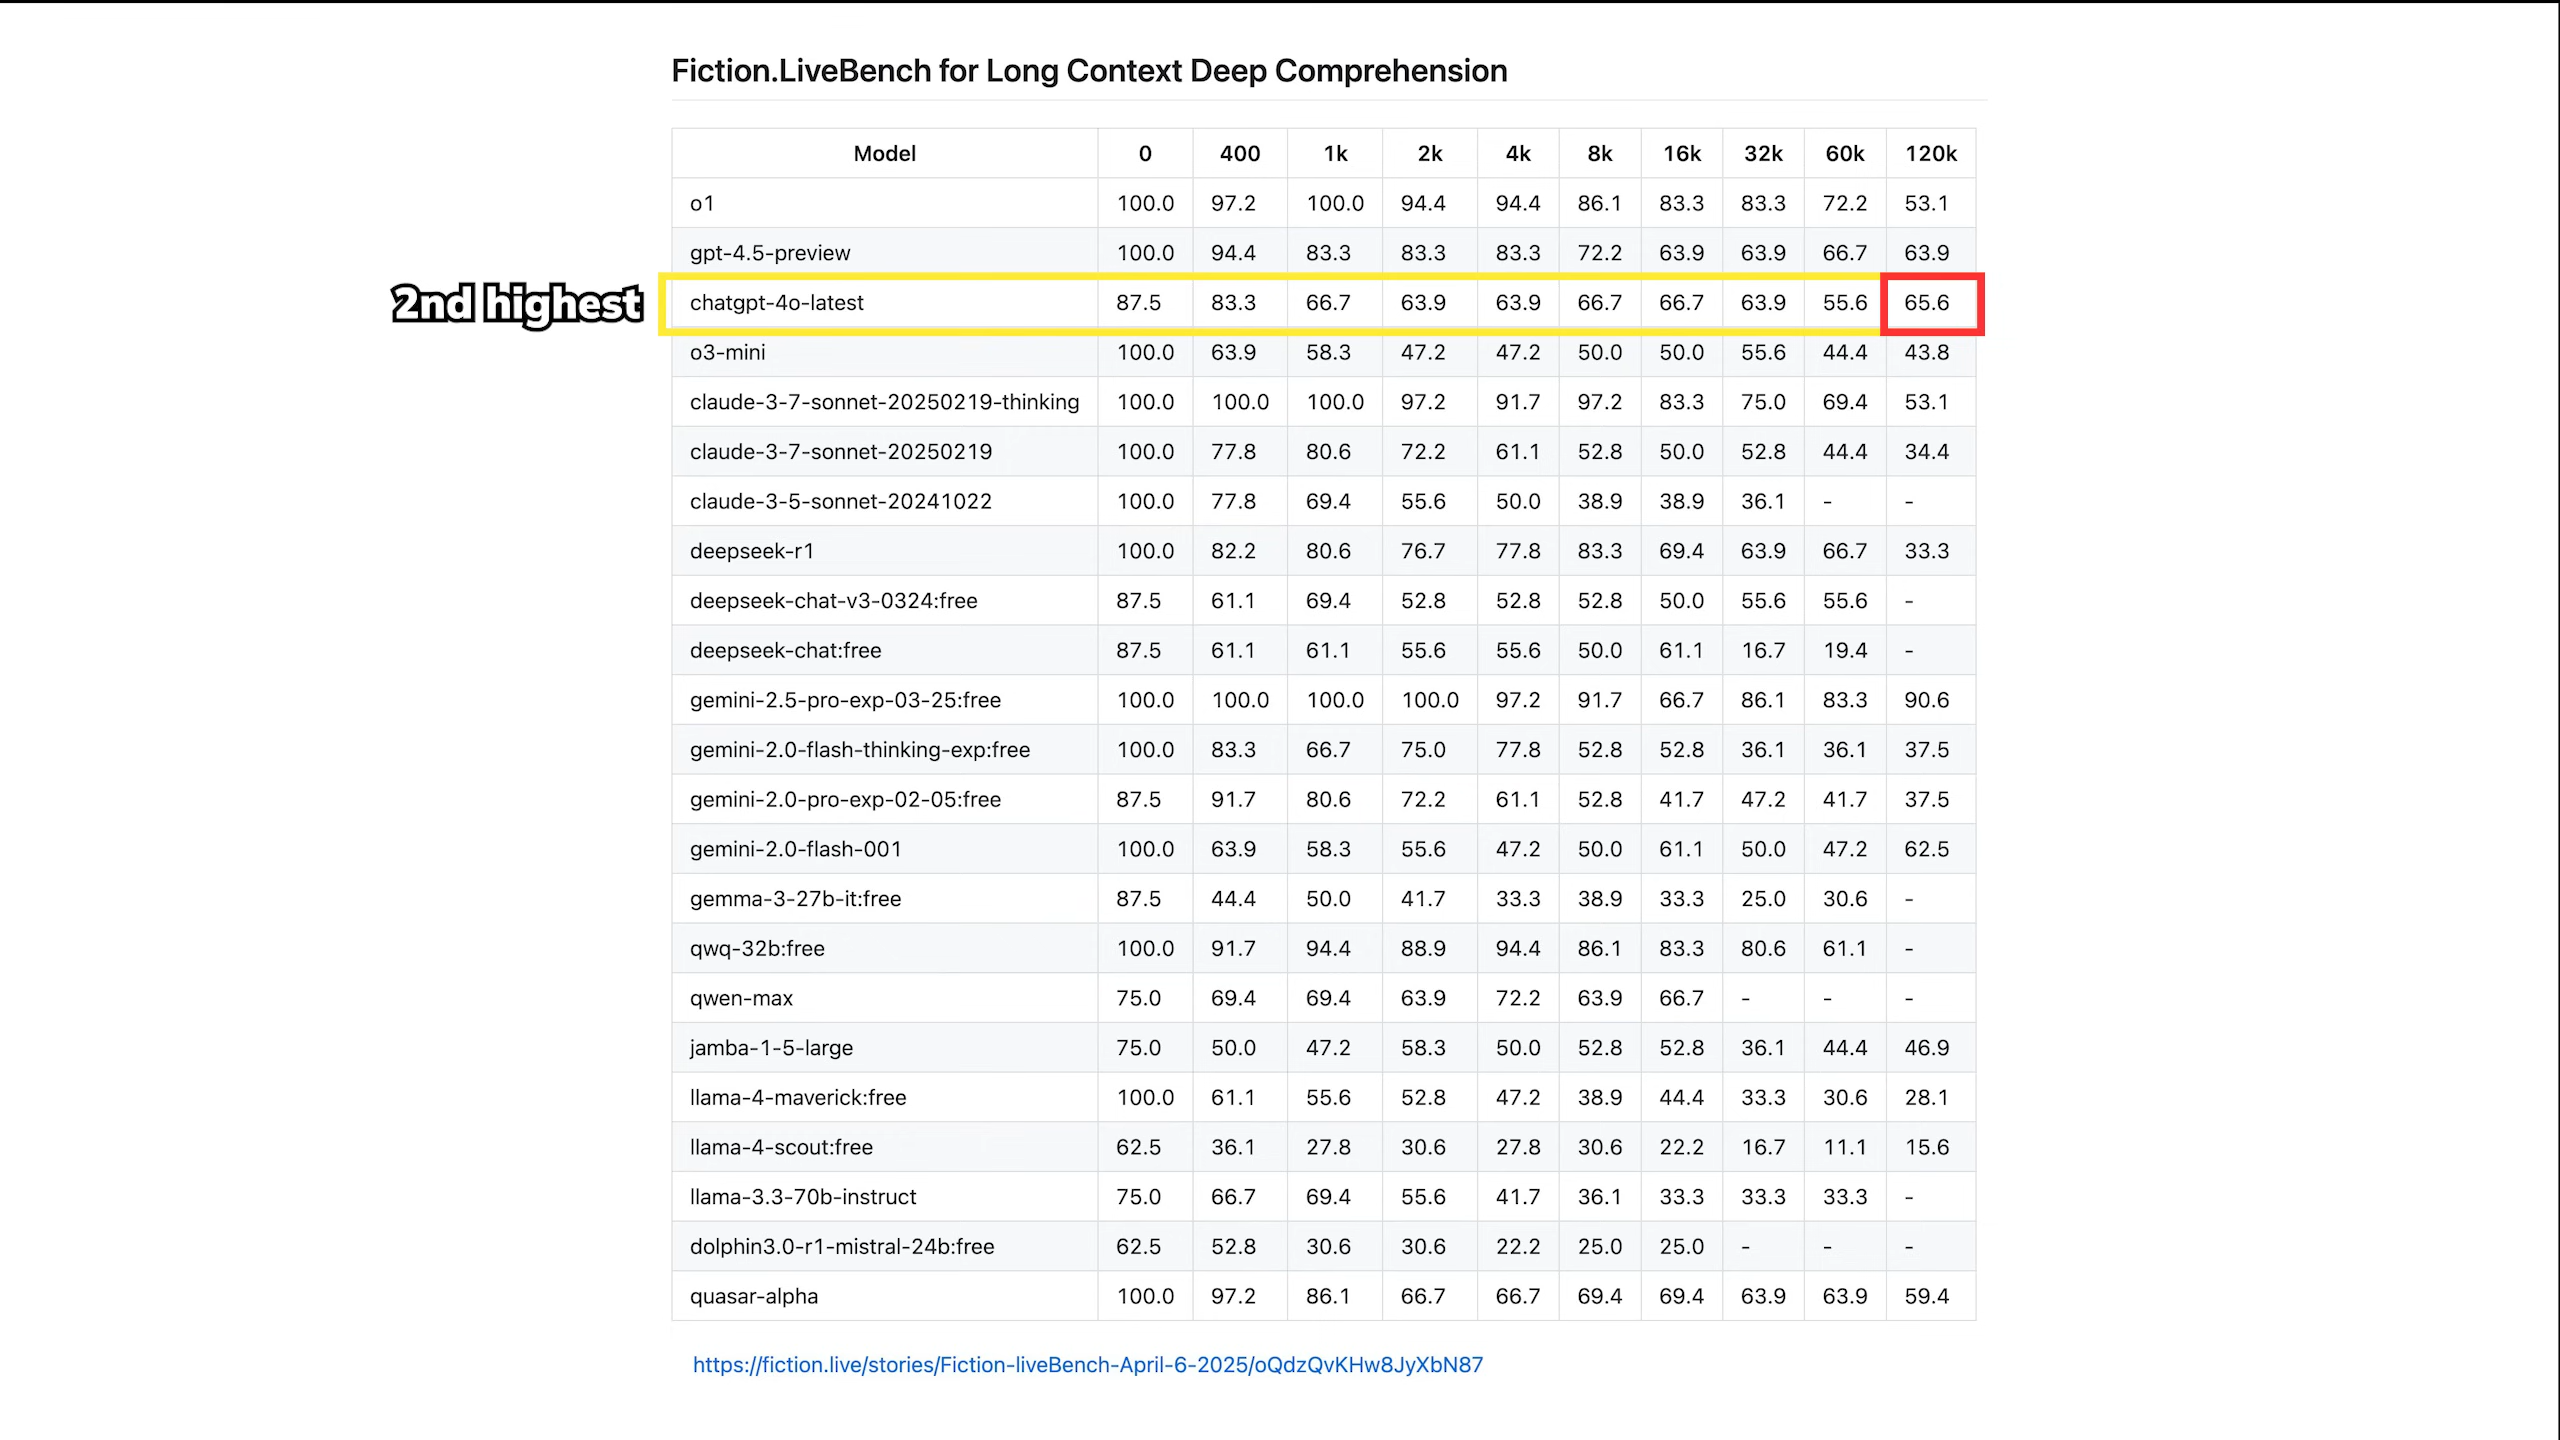 Fiction.LiveBench for Long Context Deep Comprehension
Model 0 400 1k 2k 4k 8k 16k 32k 60k 120k
o1 100.0 97.2 100.0 94.4 94.4 86.1 83.3 83.3 72.2 53.1
gpt-4.5-preview 100.0 94.4 83.3 83.3 83.3 72.2 63.9 63.9 66.7 63.9
2nd highest chatgpt-4o-latest 87.5 83.3 66.7 63.9 63.9 66.7 66.7 63.9 55.6 65.6
o3-mini 100.0 63.9 58.3 47.2 47.2 50.0 50.0 55.6 44.4 43.8
claude-3-7-sonnet-20250219-thinking 100.0 100.0 100.0 97.2 91.7 97.2 83.3 75.0 69.4 53.1
claude-3-7-sonnet-20250219 100.0 77.8 80.6 72.2 61.1 52.8 50.0 52.8 44.4 34.4
claude-3-5-sonnet-20241022 100.0 77.8 69.4 55.6 50.0 38.9 38.9 36.1 - -
deepseek-r1 100.0 82.2 80.6 76.7 77.8 83.3 69.4 63.9 66.7 33.3
deepseek-chat-v3-0324:free 87.5 61.1 69.4 52.8 52.8 52.8 50.0 55.6 55.6 -
deepseek-chat:free 87.5 61.1 61.1 55.6 55.6 50.0 61.1 16.7 19.4 -
gemini-2.5-pro-exp-03-25:free 100.0 100.0 100.0 100.0 97.2 91.7 66.7 86.1 83.3 90.6
gemini-2.0-flash-thinking-exp:free 100.0 83.3 66.7 75.0 77.8 52.8 52.8 36.1 36.1 37.5
gemini-2.0-pro-exp-02-05:free 87.5 91.7 80.6 72.2 61.1 52.8 41.7 47.2 41.7 37.5
gemini-2.0-flash-001 100.0 63.9 58.3 55.6 47.2 50.0 61.1 50.0 47.2 62.5
gemma-3-27b-it:free 87.5 44.4 50.0 41.7 33.3 38.9 33.3 25.0 30.6 -
qwq-32b:free 100.0 91.7 94.4 88.9 94.4 86.1 83.3 80.6 61.1 -
qwen-max 75.0 69.4 69.4 63.9 72.2 63.9 66.7 - - -
jamba-1-5-large 75.0 50.0 47.2 58.3 50.0 52.8 52.8 36.1 44.4 46.9
llama-4-maverick:free 100.0 61.1 55.6 52.8 47.2 38.9 44.4 33.3 30.6 28.1
llama-4-scout:free 62.5 36.1 27.8 30.6 27.8 30.6 22.2 16.7 11.1 15.6
llama-3.3-70b-instruct 75.0 66.7 69.4 55.6 41.7 36.1 33.3 33.3 33.3 -
dolphin3.0-r1-mistral-24b:free 62.5 52.8 30.6 30.6 22.2 25.0 25.0 - - -
quasar-alpha 100.0 97.2 86.1 66.7 66.7 69.4 69.4 63.9 63.9 59.4
https://fiction.live/stories/Fiction-liveBench-April-6-2025/oQdzQvKHw8JyXbN87